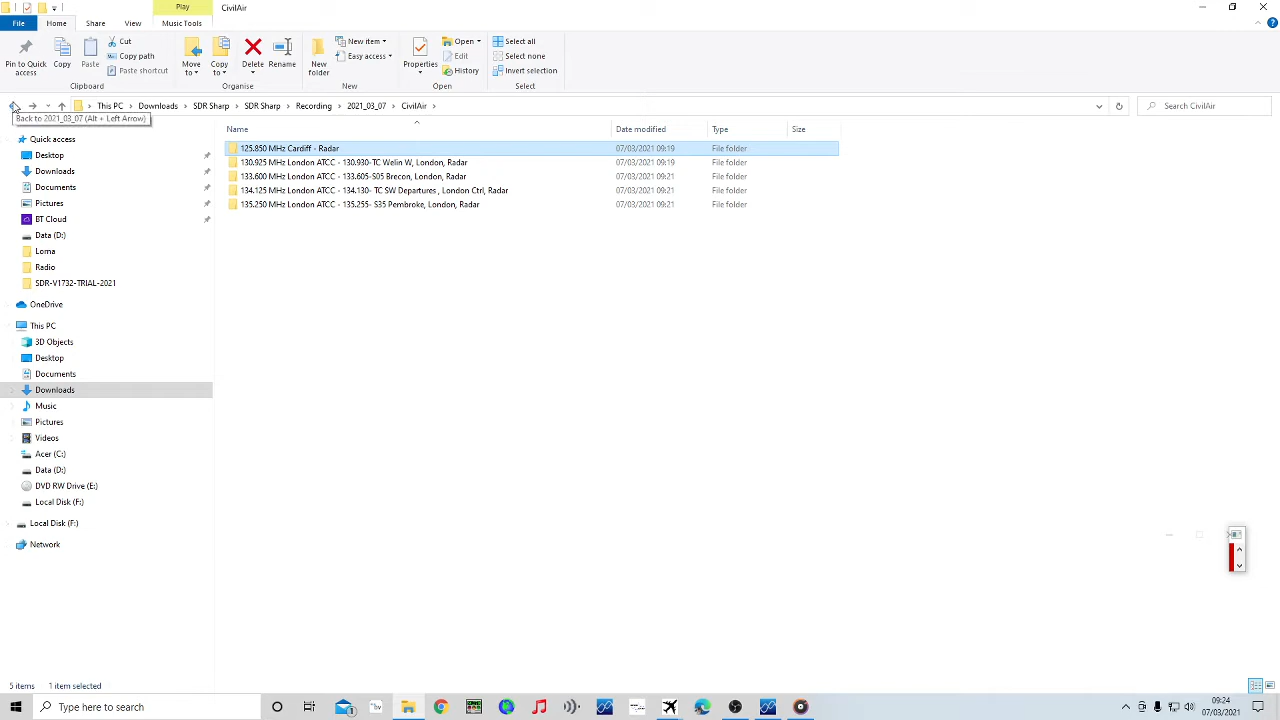 Play
CivilAir
File
Home
Share
View
Music Tools
Pin to Quick access
Copy
Paste
Cut
Copy path
Paste shortcut
Clipboard
Move to
Copy to
Delete
Rename
Organise
New folder
New item
Easy access
New
Properties
Open
Edit
History
Open
Select all
Select none
Invert selection
Select
This PC > Downloads > SDR Sharp > SDR Sharp > Recording > 2021_03_07 > CivilAir >
Search CivilAir
Back to 2021_03_07 (Alt + Left Arrow)
Name Date modified Type Size
125.850 MHz Cardiff - Radar 07/03/2021 09:19 File folder
130.925 MHz London ATCC - 130.930-TC Welin W, London, Radar 07/03/2021 09:19 File folder
133.600 MHz London ATCC - 133.605-S05 Brecon, London, Radar 07/03/2021 09:21 File folder
134.125 MHz London ATCC - 134.130- TC SW Departures , London Ctrl, Radar 07/03/2021 09:21 File folder
135.250 MHz London ATCC - 135.255- S35 Pembroke, London, Radar 07/03/2021 09:21 File folder
Quick access
Desktop
Downloads
Documents
Pictures
BT Cloud
Data (D:)
Loma
Radio
SDR-V1732-TRIAL-2021
OneDrive
This PC
3D Objects
Desktop
Documents
Downloads
Music
Pictures
Videos
Acer (C:)
Data (D:)
DVD RW Drive (E:)
Local Disk (F:)
Local Disk (F:)
Network
5 items 1 item selected
Type here to search
09:24
07/03/2021